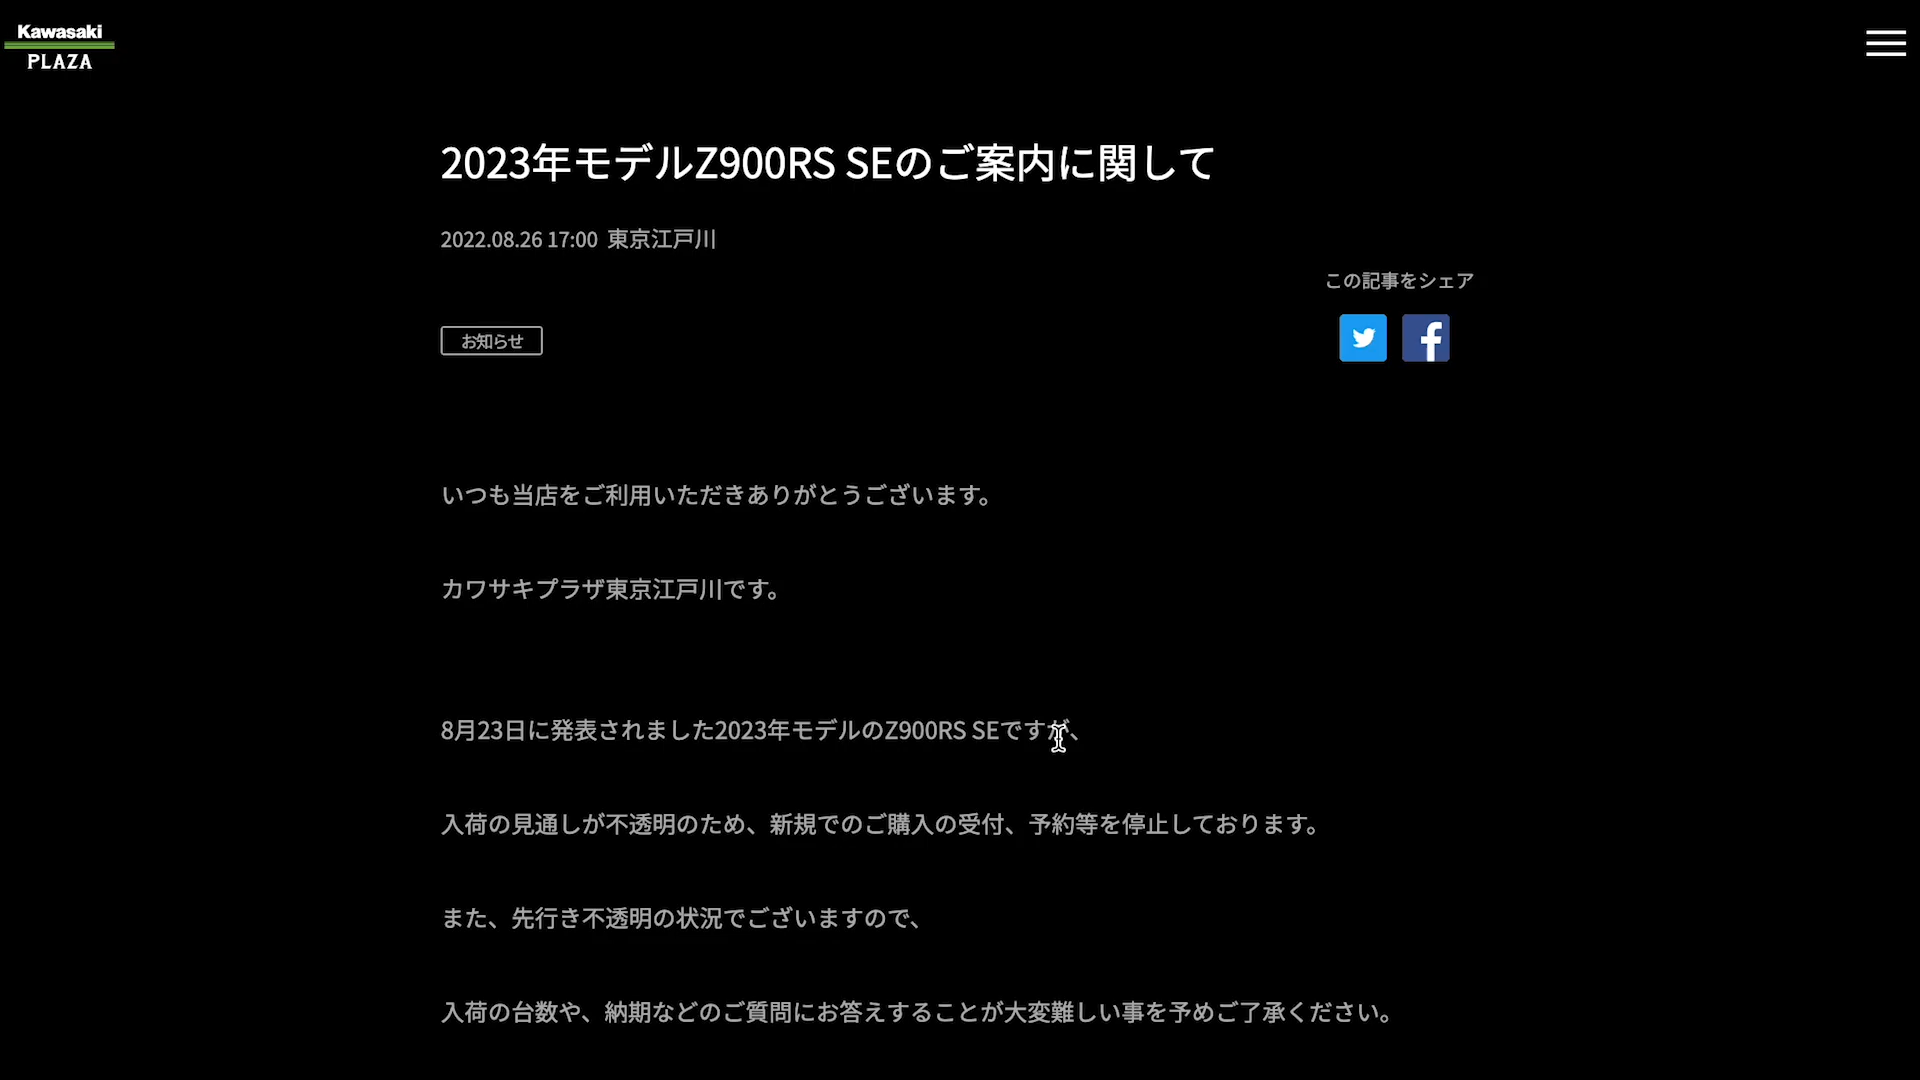 Kawasaki
PLAZA
2023年モデルZ900RS SEのご案内に関して
2022.08.26 17:00 東京江戸川
この記事をシェア
お知らせ
いつも当店をご利用いただきありがとうございます。
カワサキプラザ東京江戸川です。
8月23日に発表されました2023年モデルのZ900RS SEですが、
入荷の見通しが不透明のため、新規でのご購入の受付、予約等を停止しております。
また、先行き不透明の状況でございますので、
入荷の台数や、納期などのご質問にお答えすることが大変難しい事を予めご了承ください。